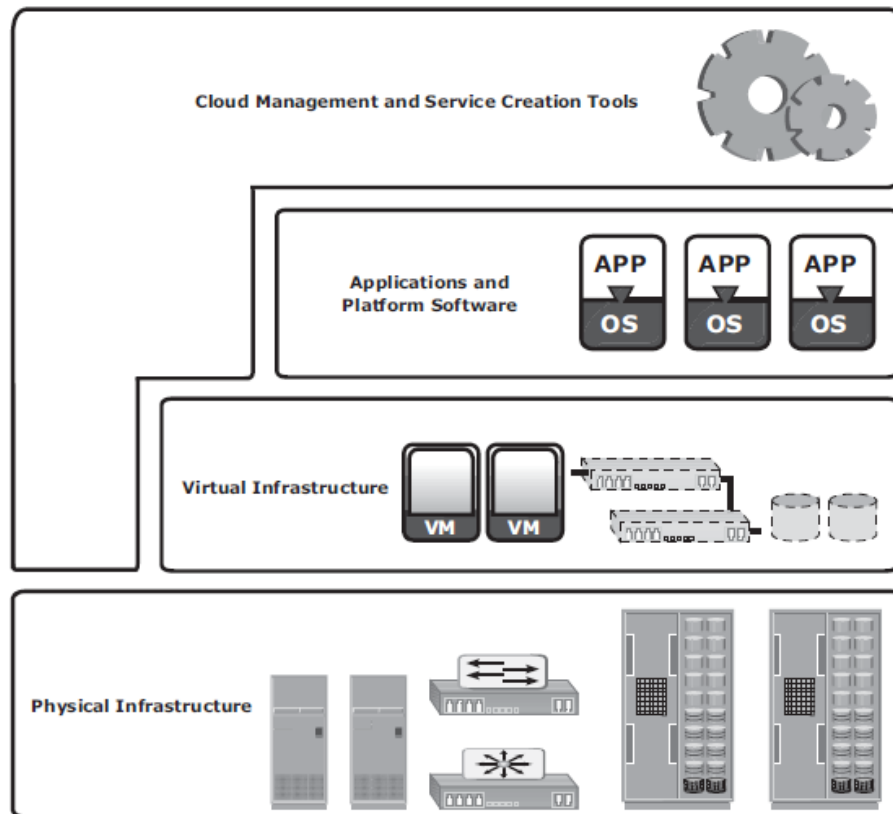 Cloud Management and Service Creation Tools
APP APP APP
Applications and
Platform Software
OS OS OS
Virtual Infrastructure
VM VM
Physical Infrastructure